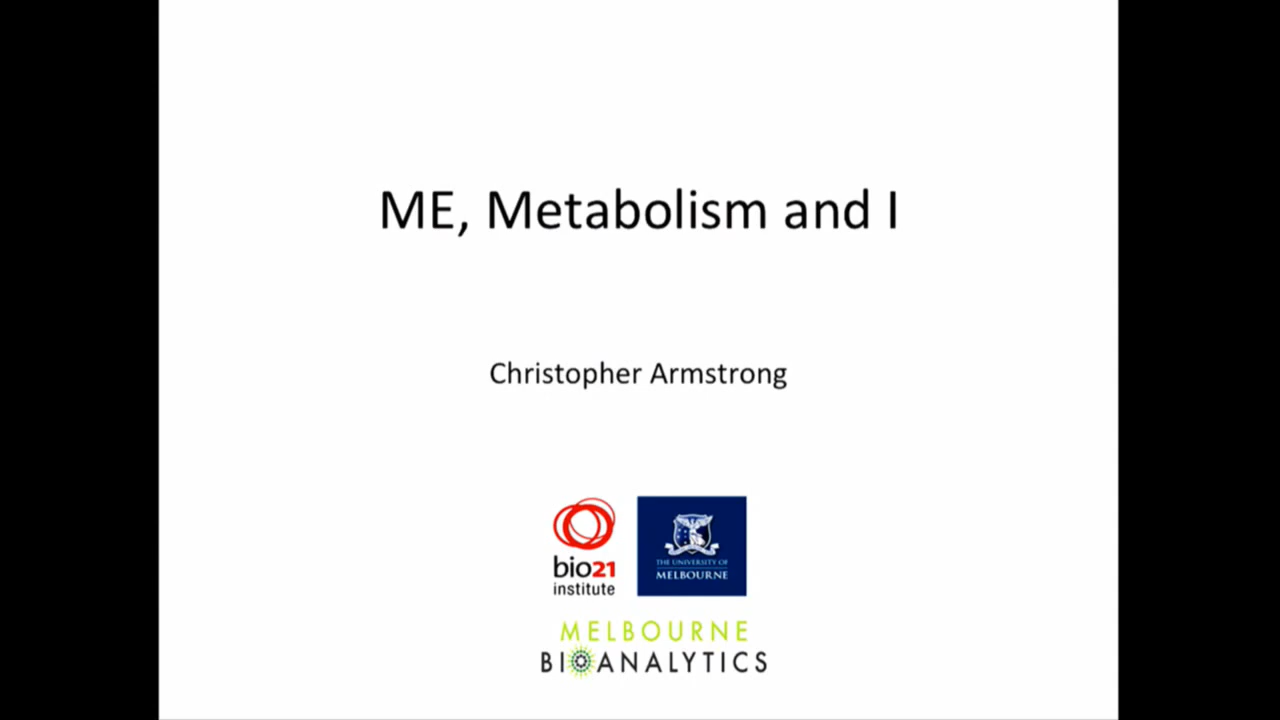 ME, Metabolism and I
Christopher Armstrong
bio21
institute
THE UNIVERSITY OF
MELBOURNE
MELBOURNE
BIOANALYTICS